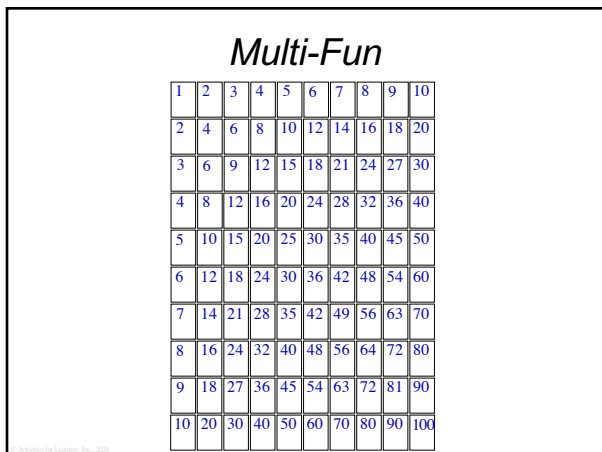 Multi-Fun
1 2 3 4 5 6 7 8 9 10
2 4 6 8 10 12 14 16 18 20
3 6 9 12 15 18 21 24 27 30
4 8 12 16 20 24 28 32 36 40
5 10 15 20 25 30 35 40 45 50
6 12 18 24 30 36 42 48 54 60
7 14 21 28 35 42 49 56 63 70
8 16 24 32 40 48 56 64 72 80
9 18 27 36 45 54 63 72 81 90
10 20 30 40 50 60 70 80 90 100
© Activities for Learning, Inc., 2024